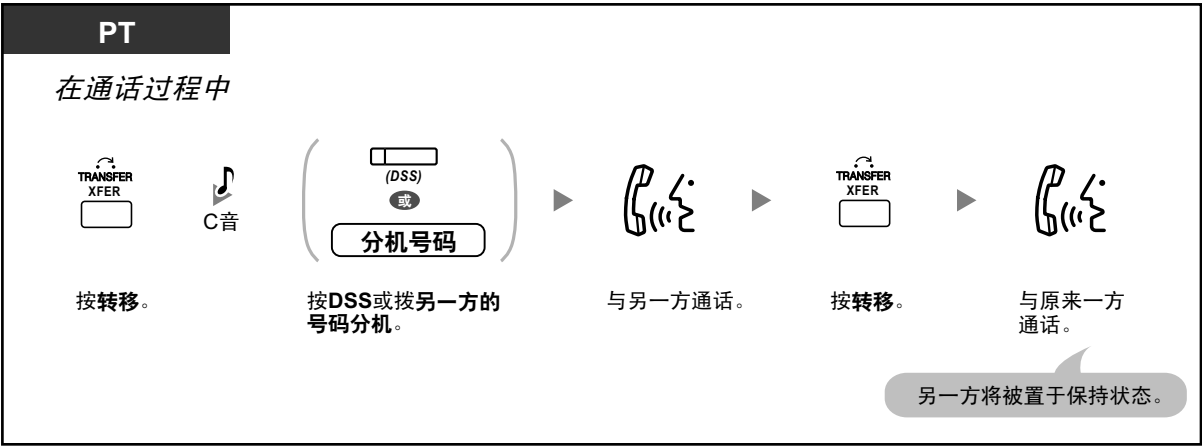 PT
在通话过程中
TRANSFER
XFER
C音
(DSS)
或
分机号码
TRANSFER
XFER
按转移。
按DSS或拨另一方的
号码分机。
与另一方通话。
按转移。
与原来一方
通话。
另一方将被置于保持状态。